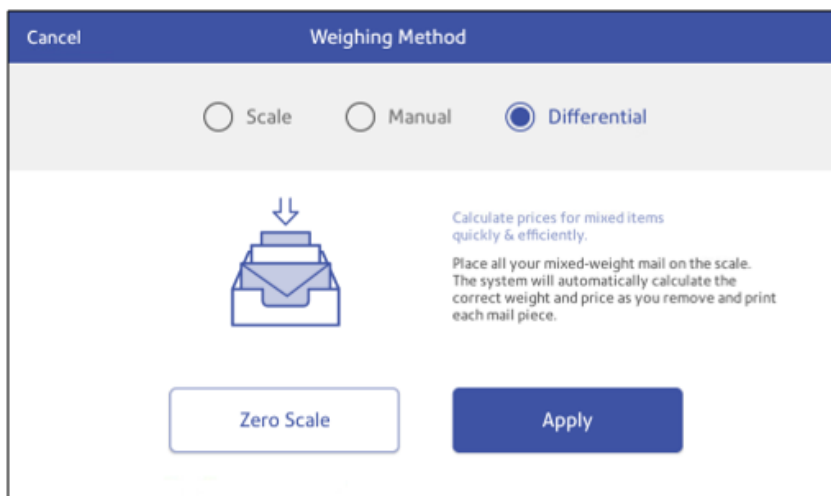 Cancel
Weighing Method
Scale
Manual
Differential
Calculate prices for mixed items
quickly & efficiently.
Place all your mixed-weight mail on the scale.
The system will automatically calculate the
correct weight and price as you remove and print
each mail piece.
Zero Scale
Apply